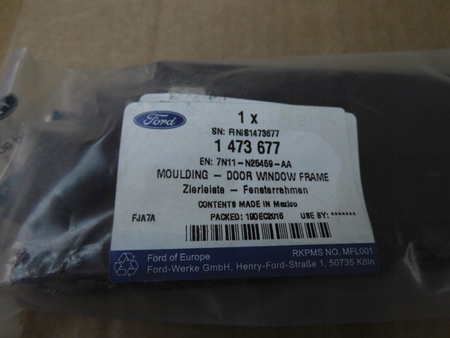 Ford
1 x
SN: FINIS1473677
1 473 677
EN: 7N11-N25459-AA
MOULDING - DOOR WINDOW FRAME
Zierleiste - Fensterrahmen
CONTENTS MADE IN Mexico
FJA7A PACKED: 19DEC2016 USE BY: *******
Ford of Europe RKPMS NO. MFL001
Ford-Werke GmbH, Henry-Ford-Straße 1, 50735 Köln